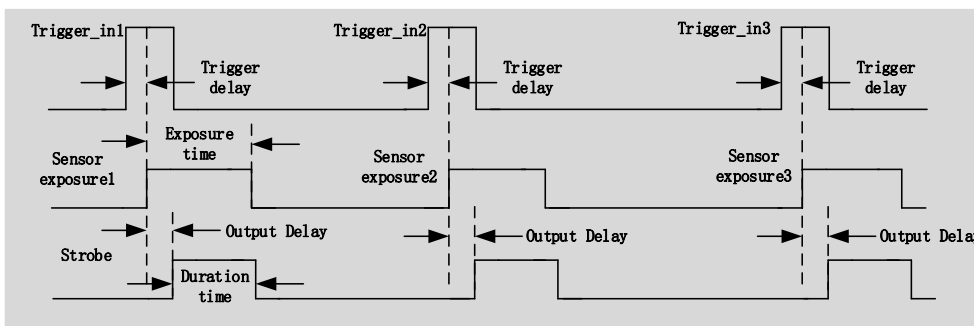 Trigger_in1
Trigger_in2
Trigger_in3
Trigger
delay
Trigger
delay
Trigger
delay
Exposure
time
Sensor
exposure1
Sensor
exposure2
Sensor
exposure3
Output Delay
Output Delay
Output Delay
Strobe
Duration
time